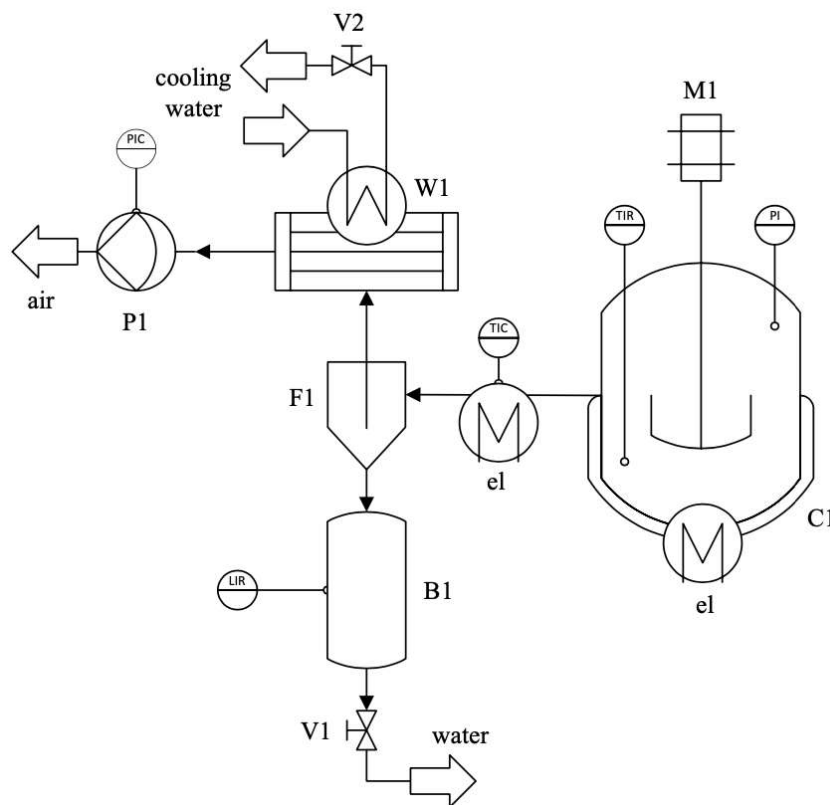 V2
cooling
water
M1
PIC
W1
TIR
PI
air
P1
TIC
F1
el
C1
LIR
B1
el
V1
water